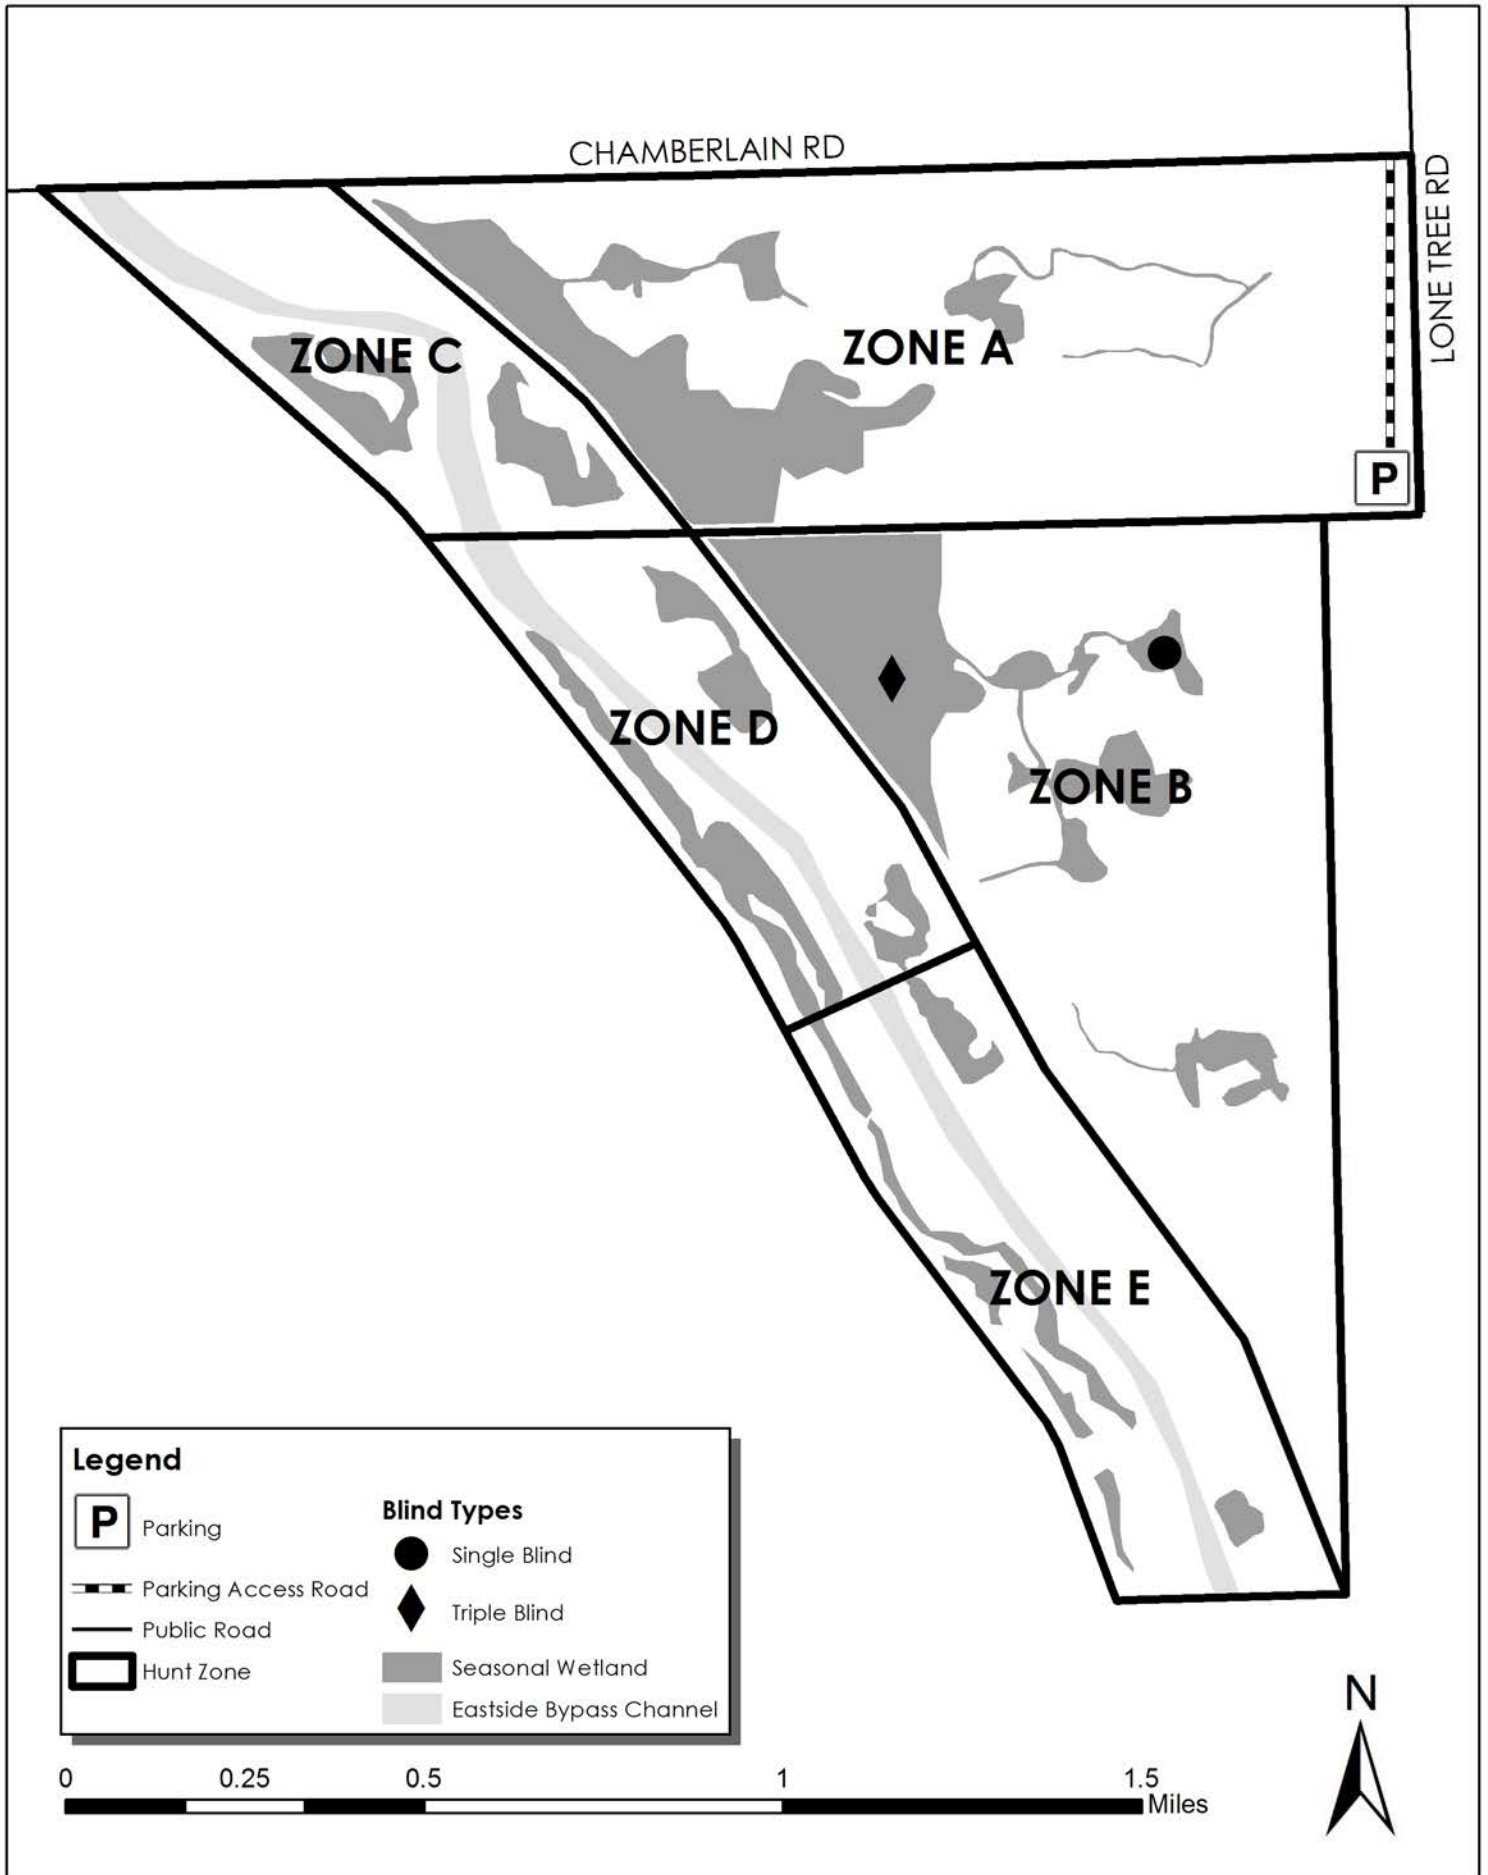 CHAMBERLAIN RD
LONE TREE RD
ZONE C
ZONE A
P
ZONE D
ZONE B
ZONE E
Legend
P Parking
Parking Access Road
Public Road
Hunt Zone
Blind Types
Single Blind
Triple Blind
Seasonal Wetland
Eastside Bypass Channel
N
0 0.25 0.5 1 1.5
Miles